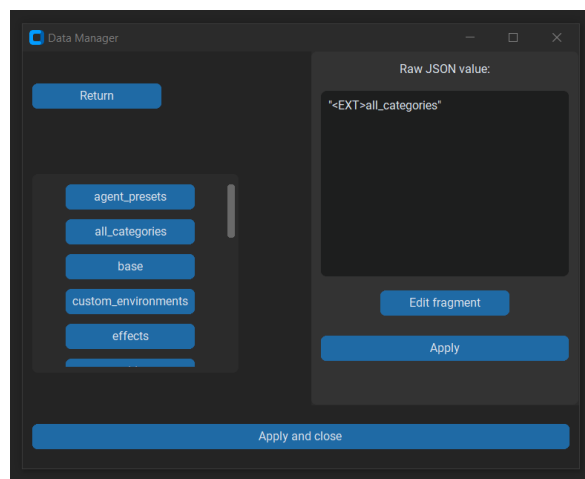 Data Manager
Return
agent_presets
all_categories
base
custom_environments
effects
Raw JSON value:
"<EXT>all_categories"
Edit fragment
Apply
Apply and close